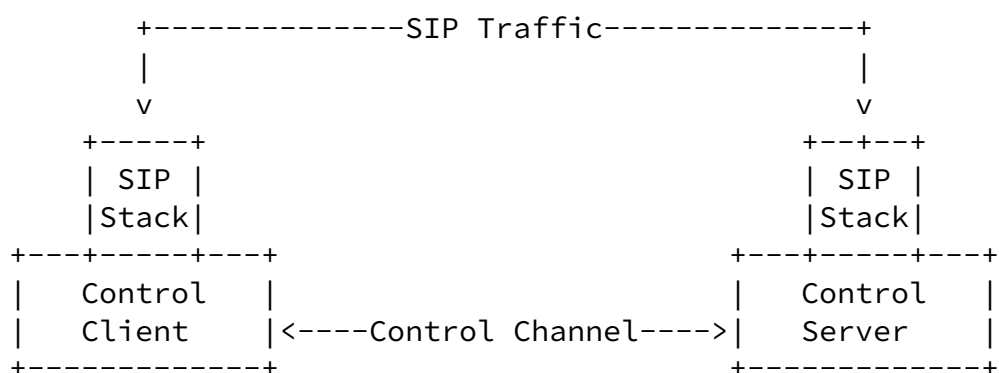 SIP Traffic
SIP SIP
Stack Stack
Control Control
Client Control Channel Server